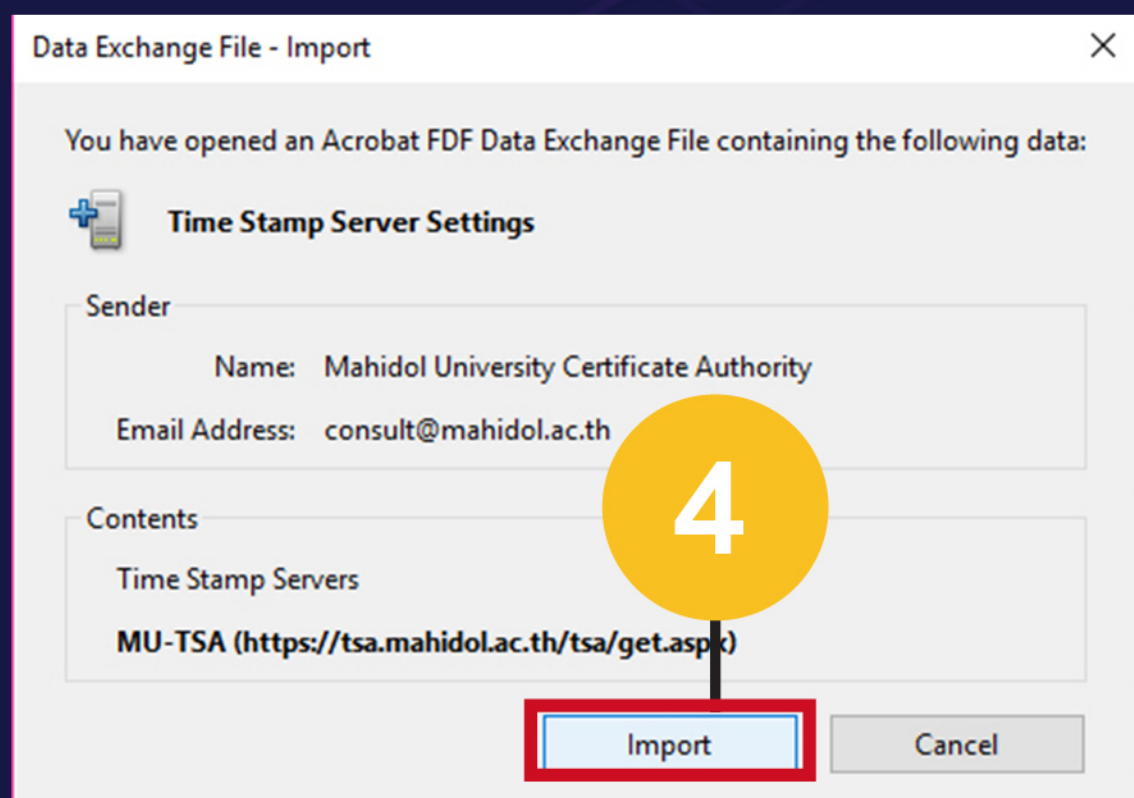 Data Exchange File - Import
You have opened an Acrobat FDF Data Exchange File containing the following data:
Time Stamp Server Settings
Sender
Name: Mahidol University Certificate Authority
Email Address: consult@mahidol.ac.th
4
Contents
Time Stamp Servers
MU-TSA (https://tsa.mahidol.ac.th/tsa/get.aspx)
Import Cancel